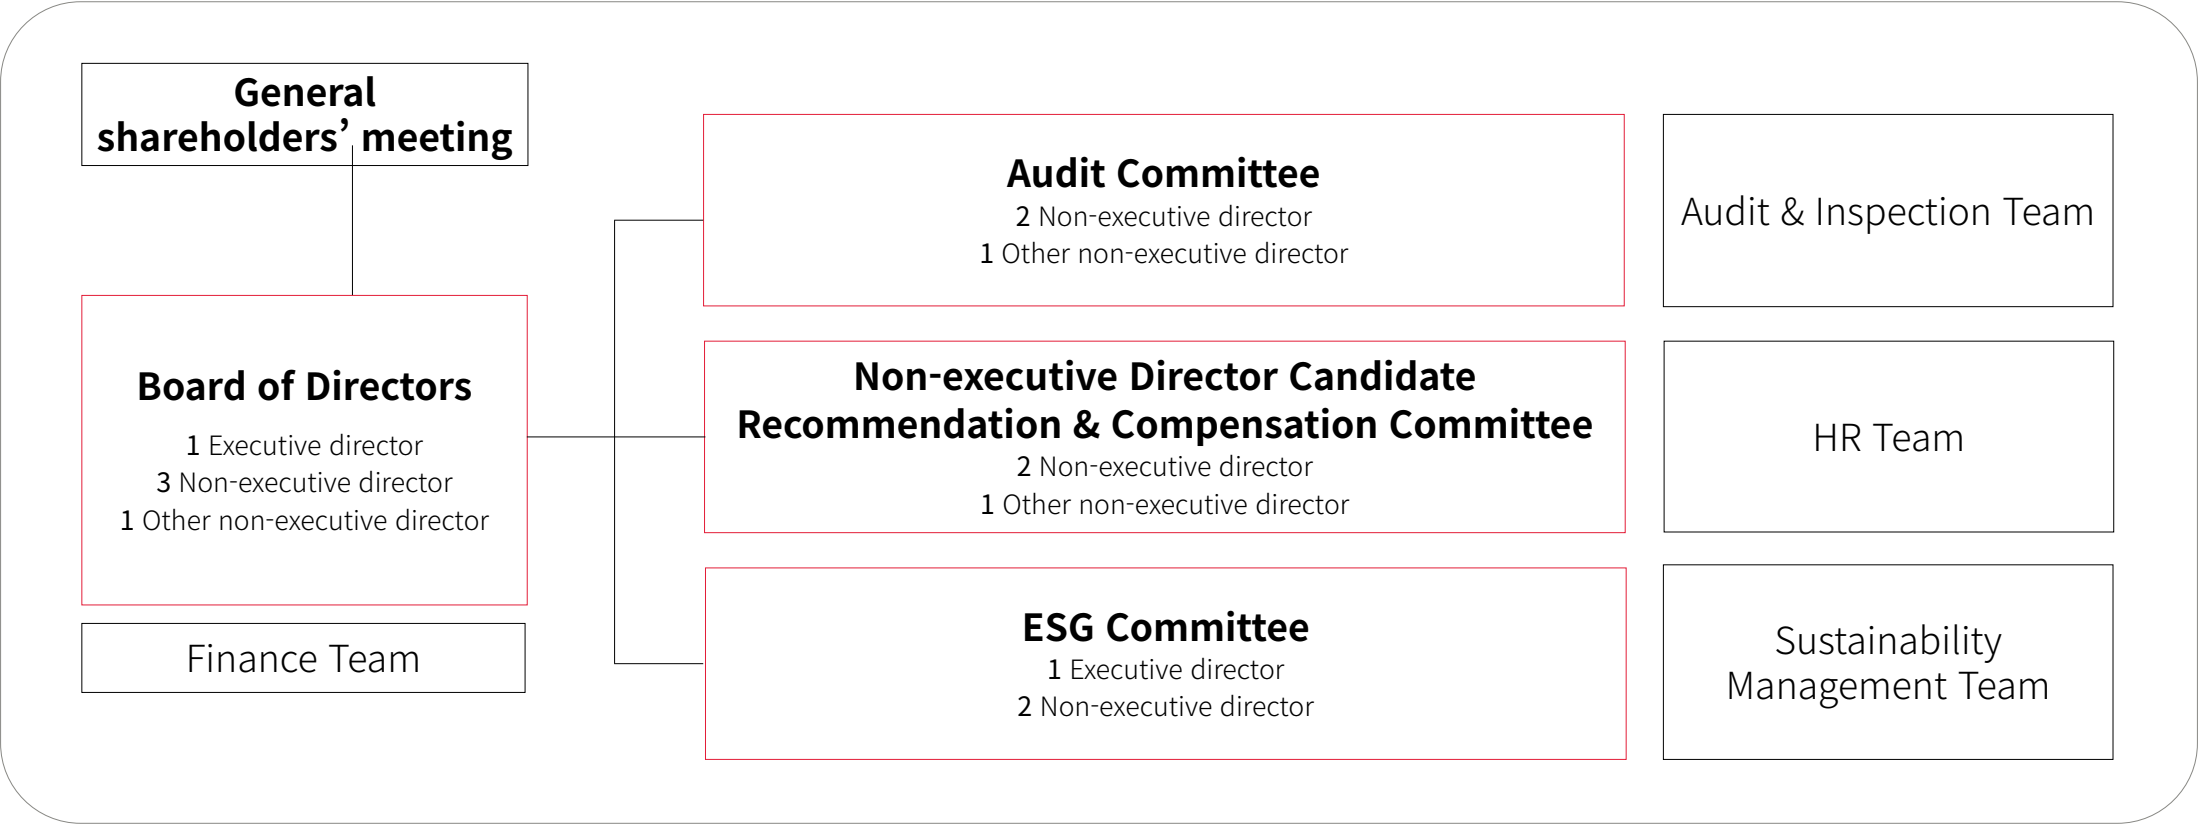 General
shareholders’ meeting
Board of Directors
1 Executive director
3 Non-executive director
1 Other non-executive director
Finance Team
Audit Committee
2 Non-executive director
1 Other non-executive director
Audit & Inspection Team
Non-executive Director Candidate
Recommendation & Compensation Committee
2 Non-executive director
1 Other non-executive director
HR Team
ESG Committee
1 Executive director
2 Non-executive director
Sustainability
Management Team